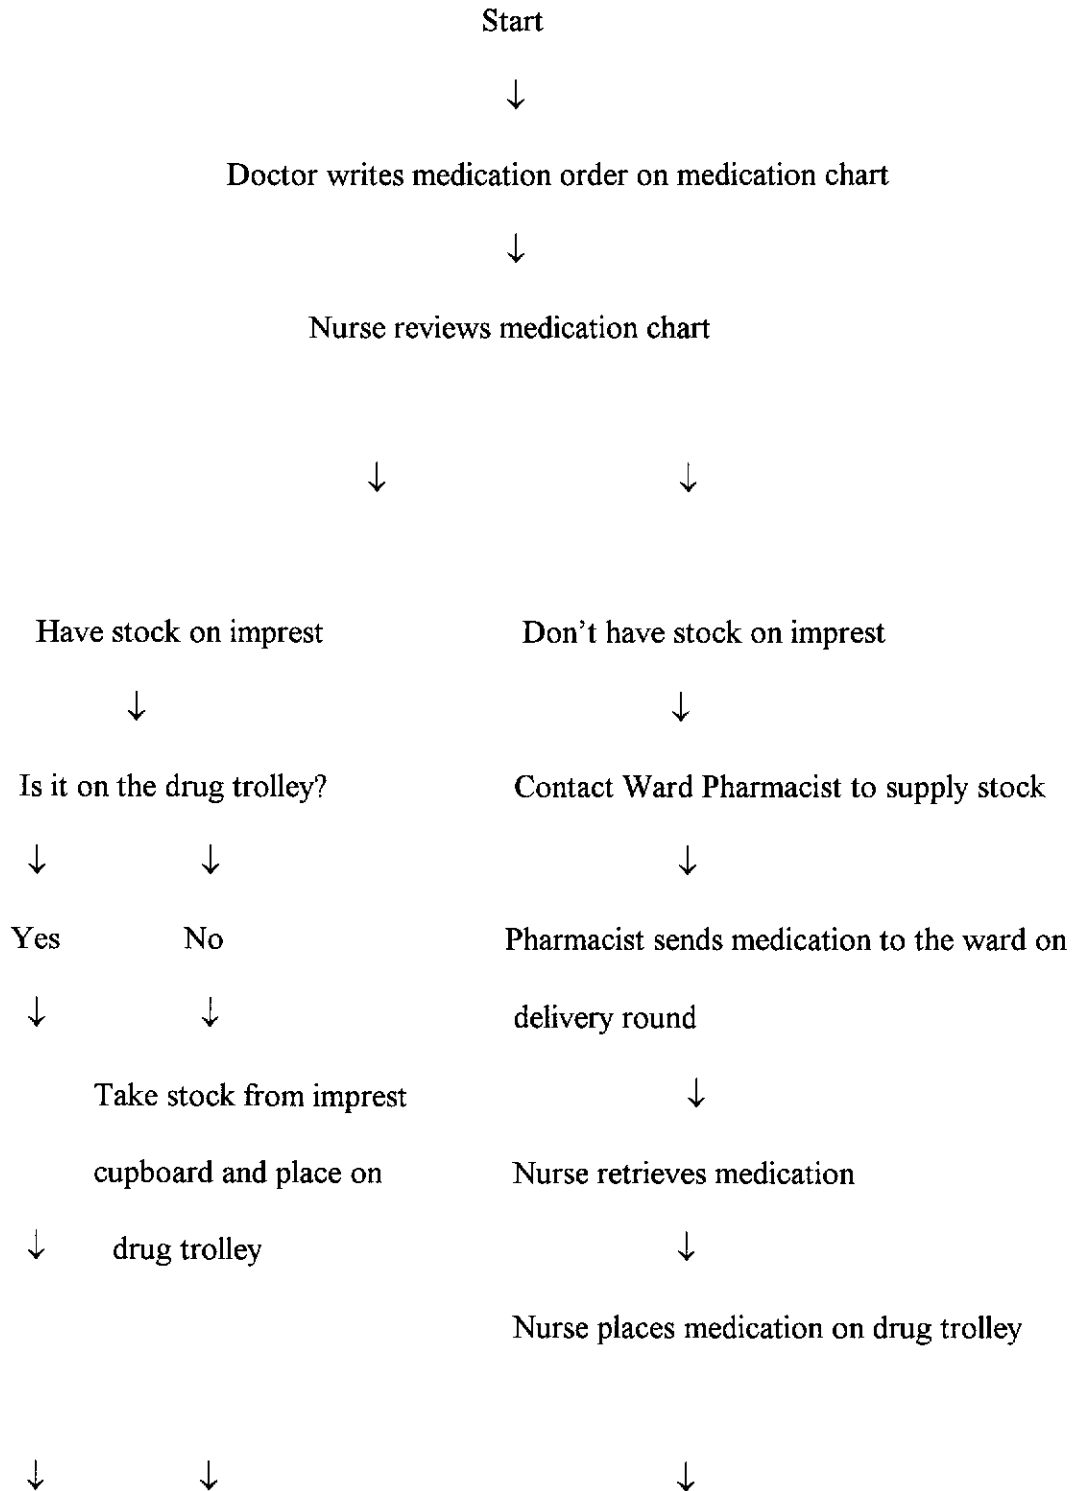 Start
↓
Doctor writes medication order on medication chart
↓
Nurse reviews medication chart
↓ ↓
Have stock on imprest Don't have stock on imprest
↓ ↓
Is it on the drug trolley? Contact Ward Pharmacist to supply stock
↓ ↓ ↓
Yes No Pharmacist sends medication to the ward on
↓ ↓ delivery round
Take stock from imprest ↓
cupboard and place on Nurse retrieves medication
↓ drug trolley ↓
Nurse places medication on drug trolley
↓ ↓ ↓